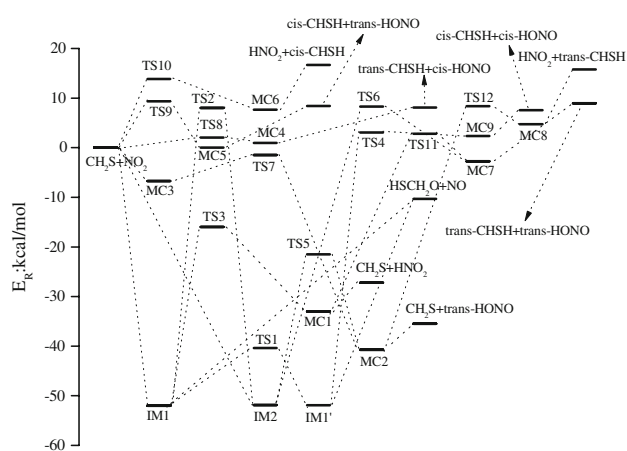 cis-CHSH+trans-HONO
cis-CHSH+cis-HONO
HNO2+cis-CHSH
HNO2+trans-CHSH
trans-CHSH+cis-HONO
20
TS10
MC6
TS9
TS2
TS6
TS12
10
TS8
MC4
TS4
TS11
MC9
MC8
0
CH2S+NO2
MC5
TS7
MC7
MC3
HSCH2O+NO
-10
TS3
trans-CHSH+trans-HONO
-20
TS5
CH2S+HNO2
-30
MC1
CH2S+trans-HONO
-40
TS1
MC2
-50
IM1
IM2
IM1'
-60
ER:kcal/mol